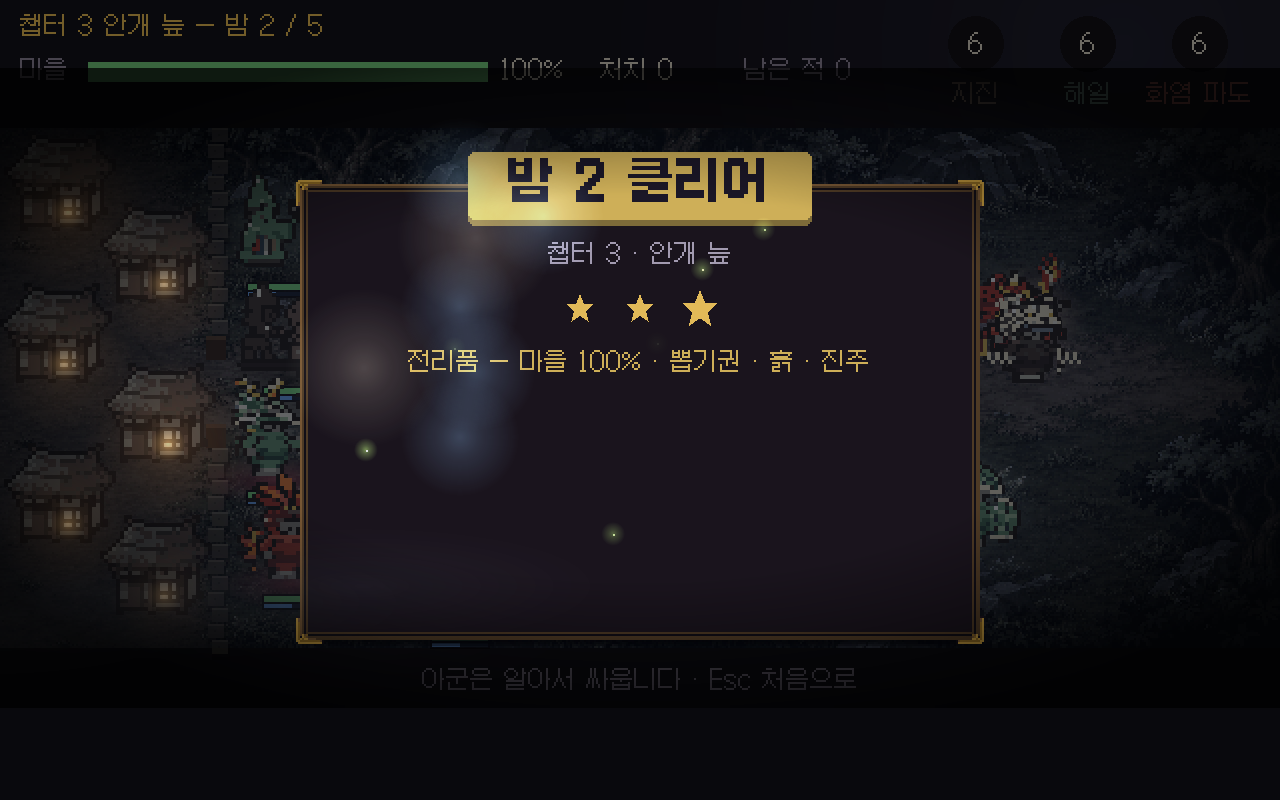 챕터 3 안개 늪 – 밤 2 / 5
마을 100% 처치 0 남은 적 0
6 6 6
지진 해일 화염 파도
밤 2 클리어
챕터 3 · 안개 늪
전리품 – 마을 100% · 뽑기권 · 흙 · 진주
아군은 알아서 싸웁니다 · Esc 처음으로